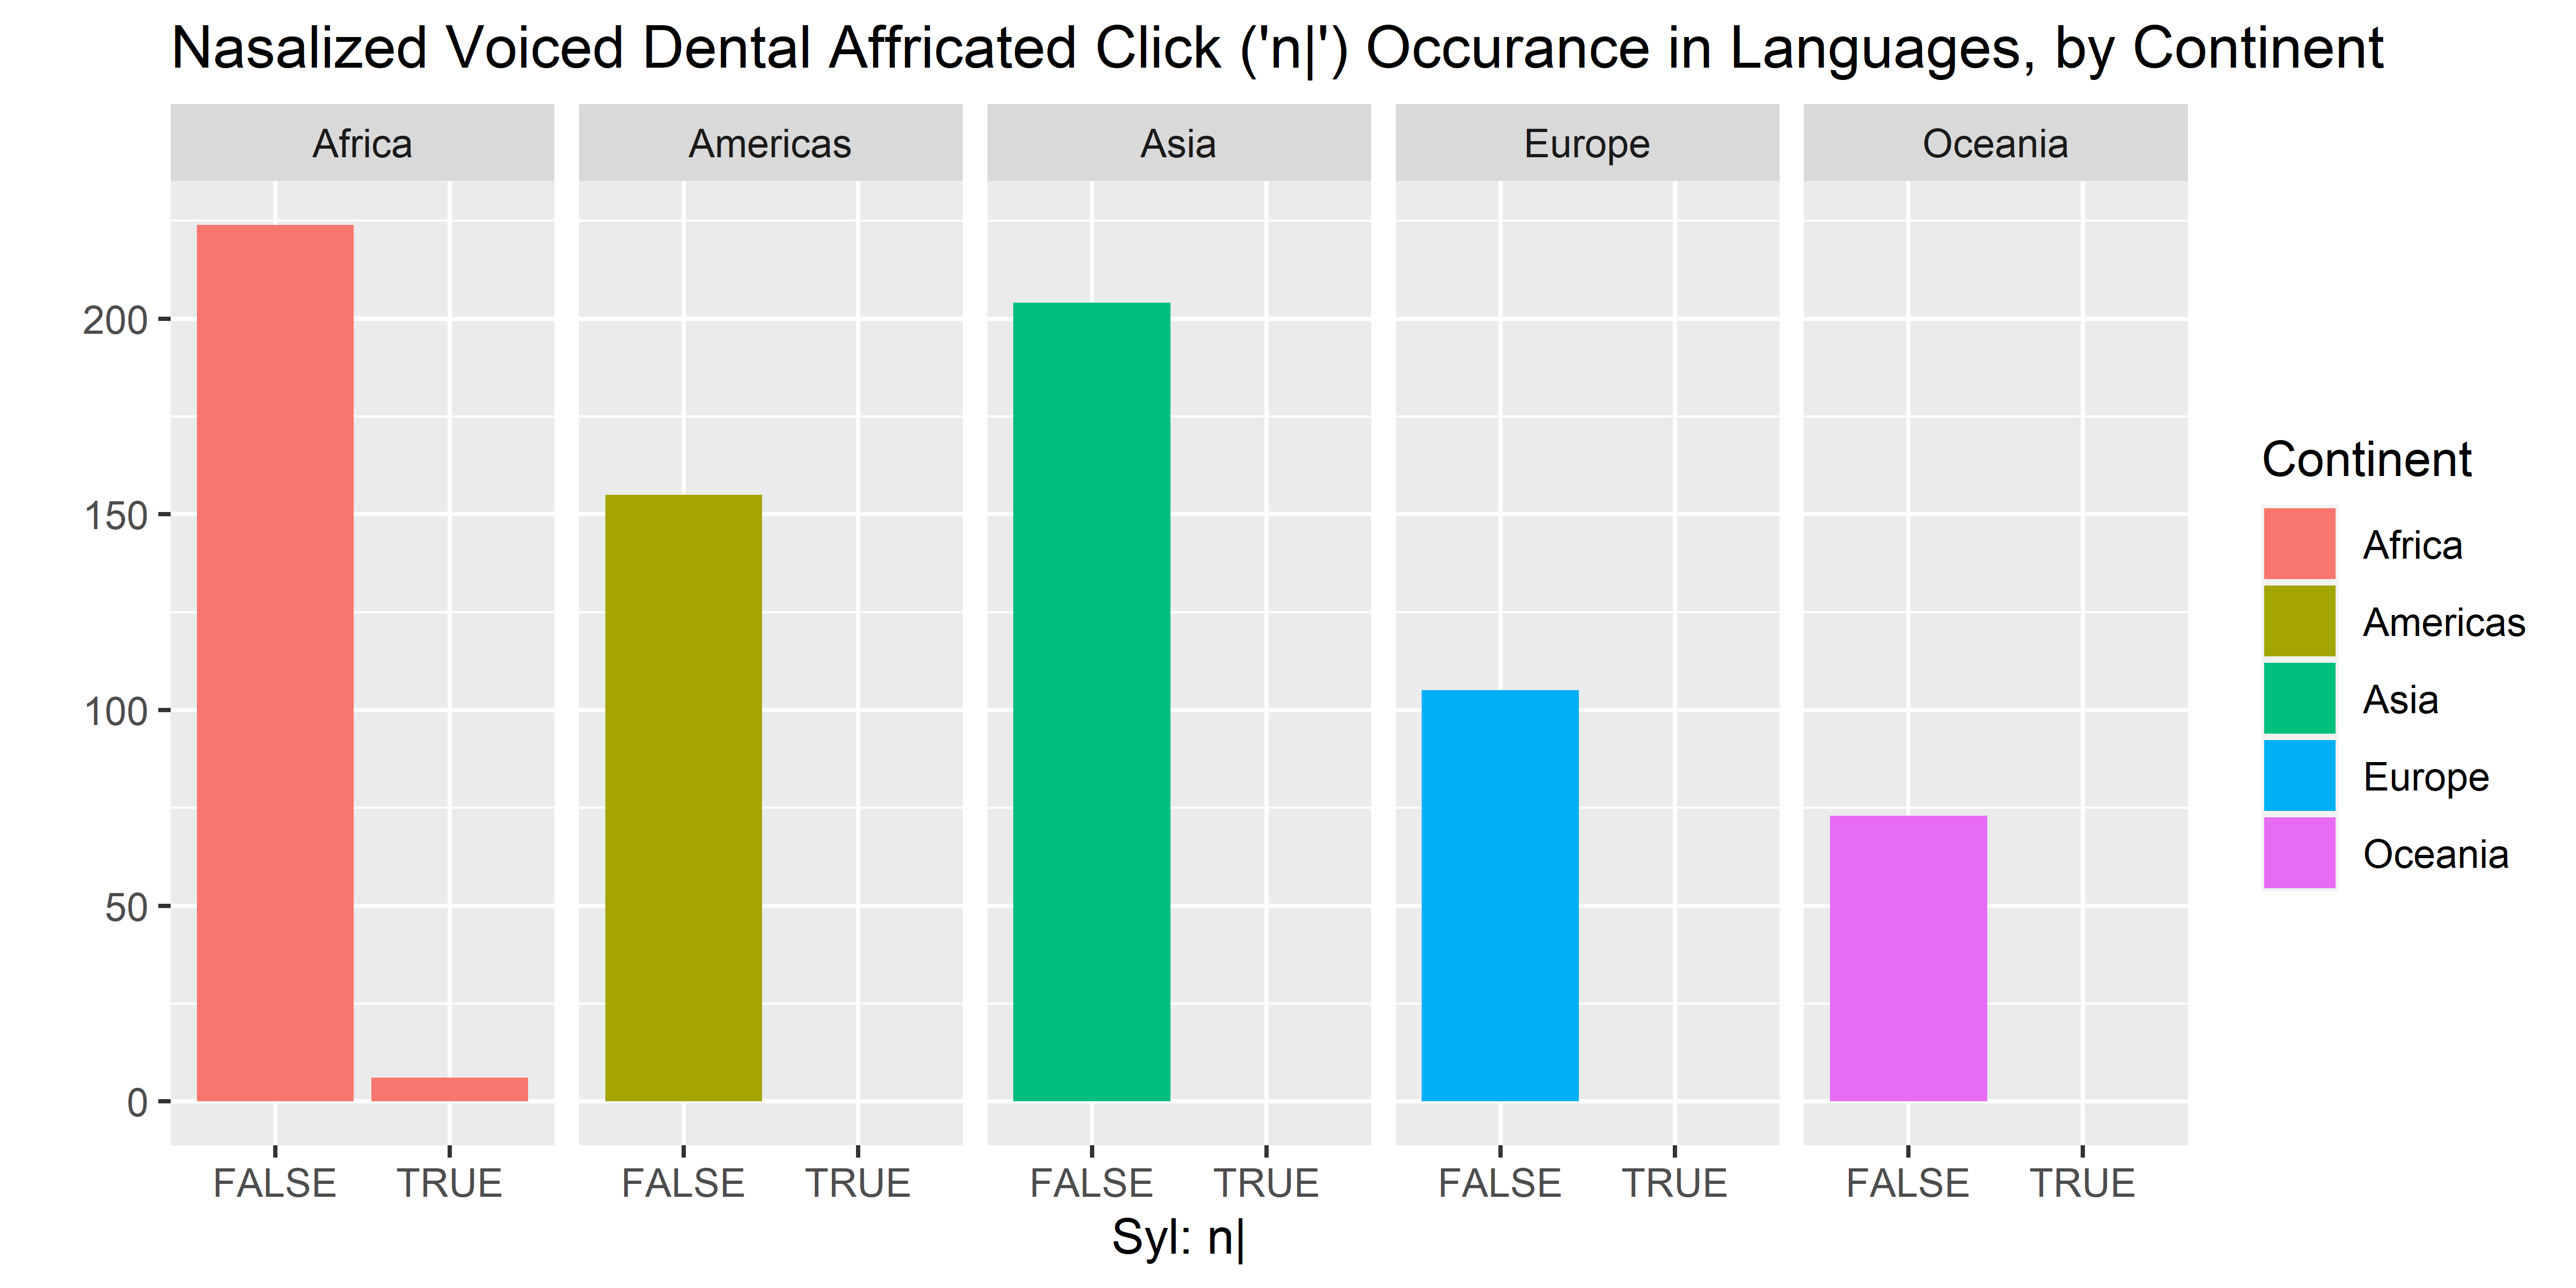 Nasalized Voiced Dental Affricated Click ('n|') Occurance in Languages, by Continent
Africa
Americas
Asia
Europe
Oceania
200
150
100
50
0
FALSE TRUE
FALSE TRUE
FALSE TRUE
FALSE TRUE
FALSE TRUE
Syl: n|
Continent
Africa
Americas
Asia
Europe
Oceania